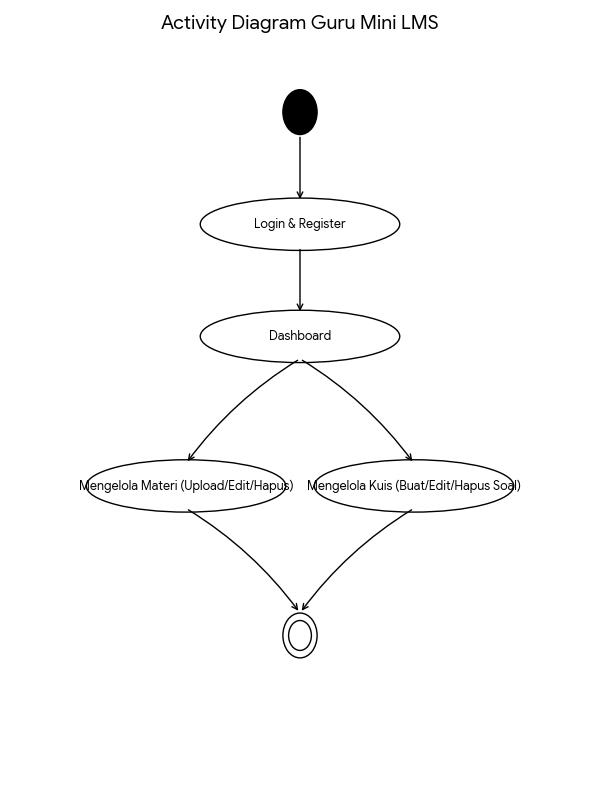 Activity Diagram Guru Mini LMS
Login & Register
Dashboard
Mengelola Materi (Upload/Edit/Hapus)
Mengelola Kuis (Buat/Edit/Hapus Soal)